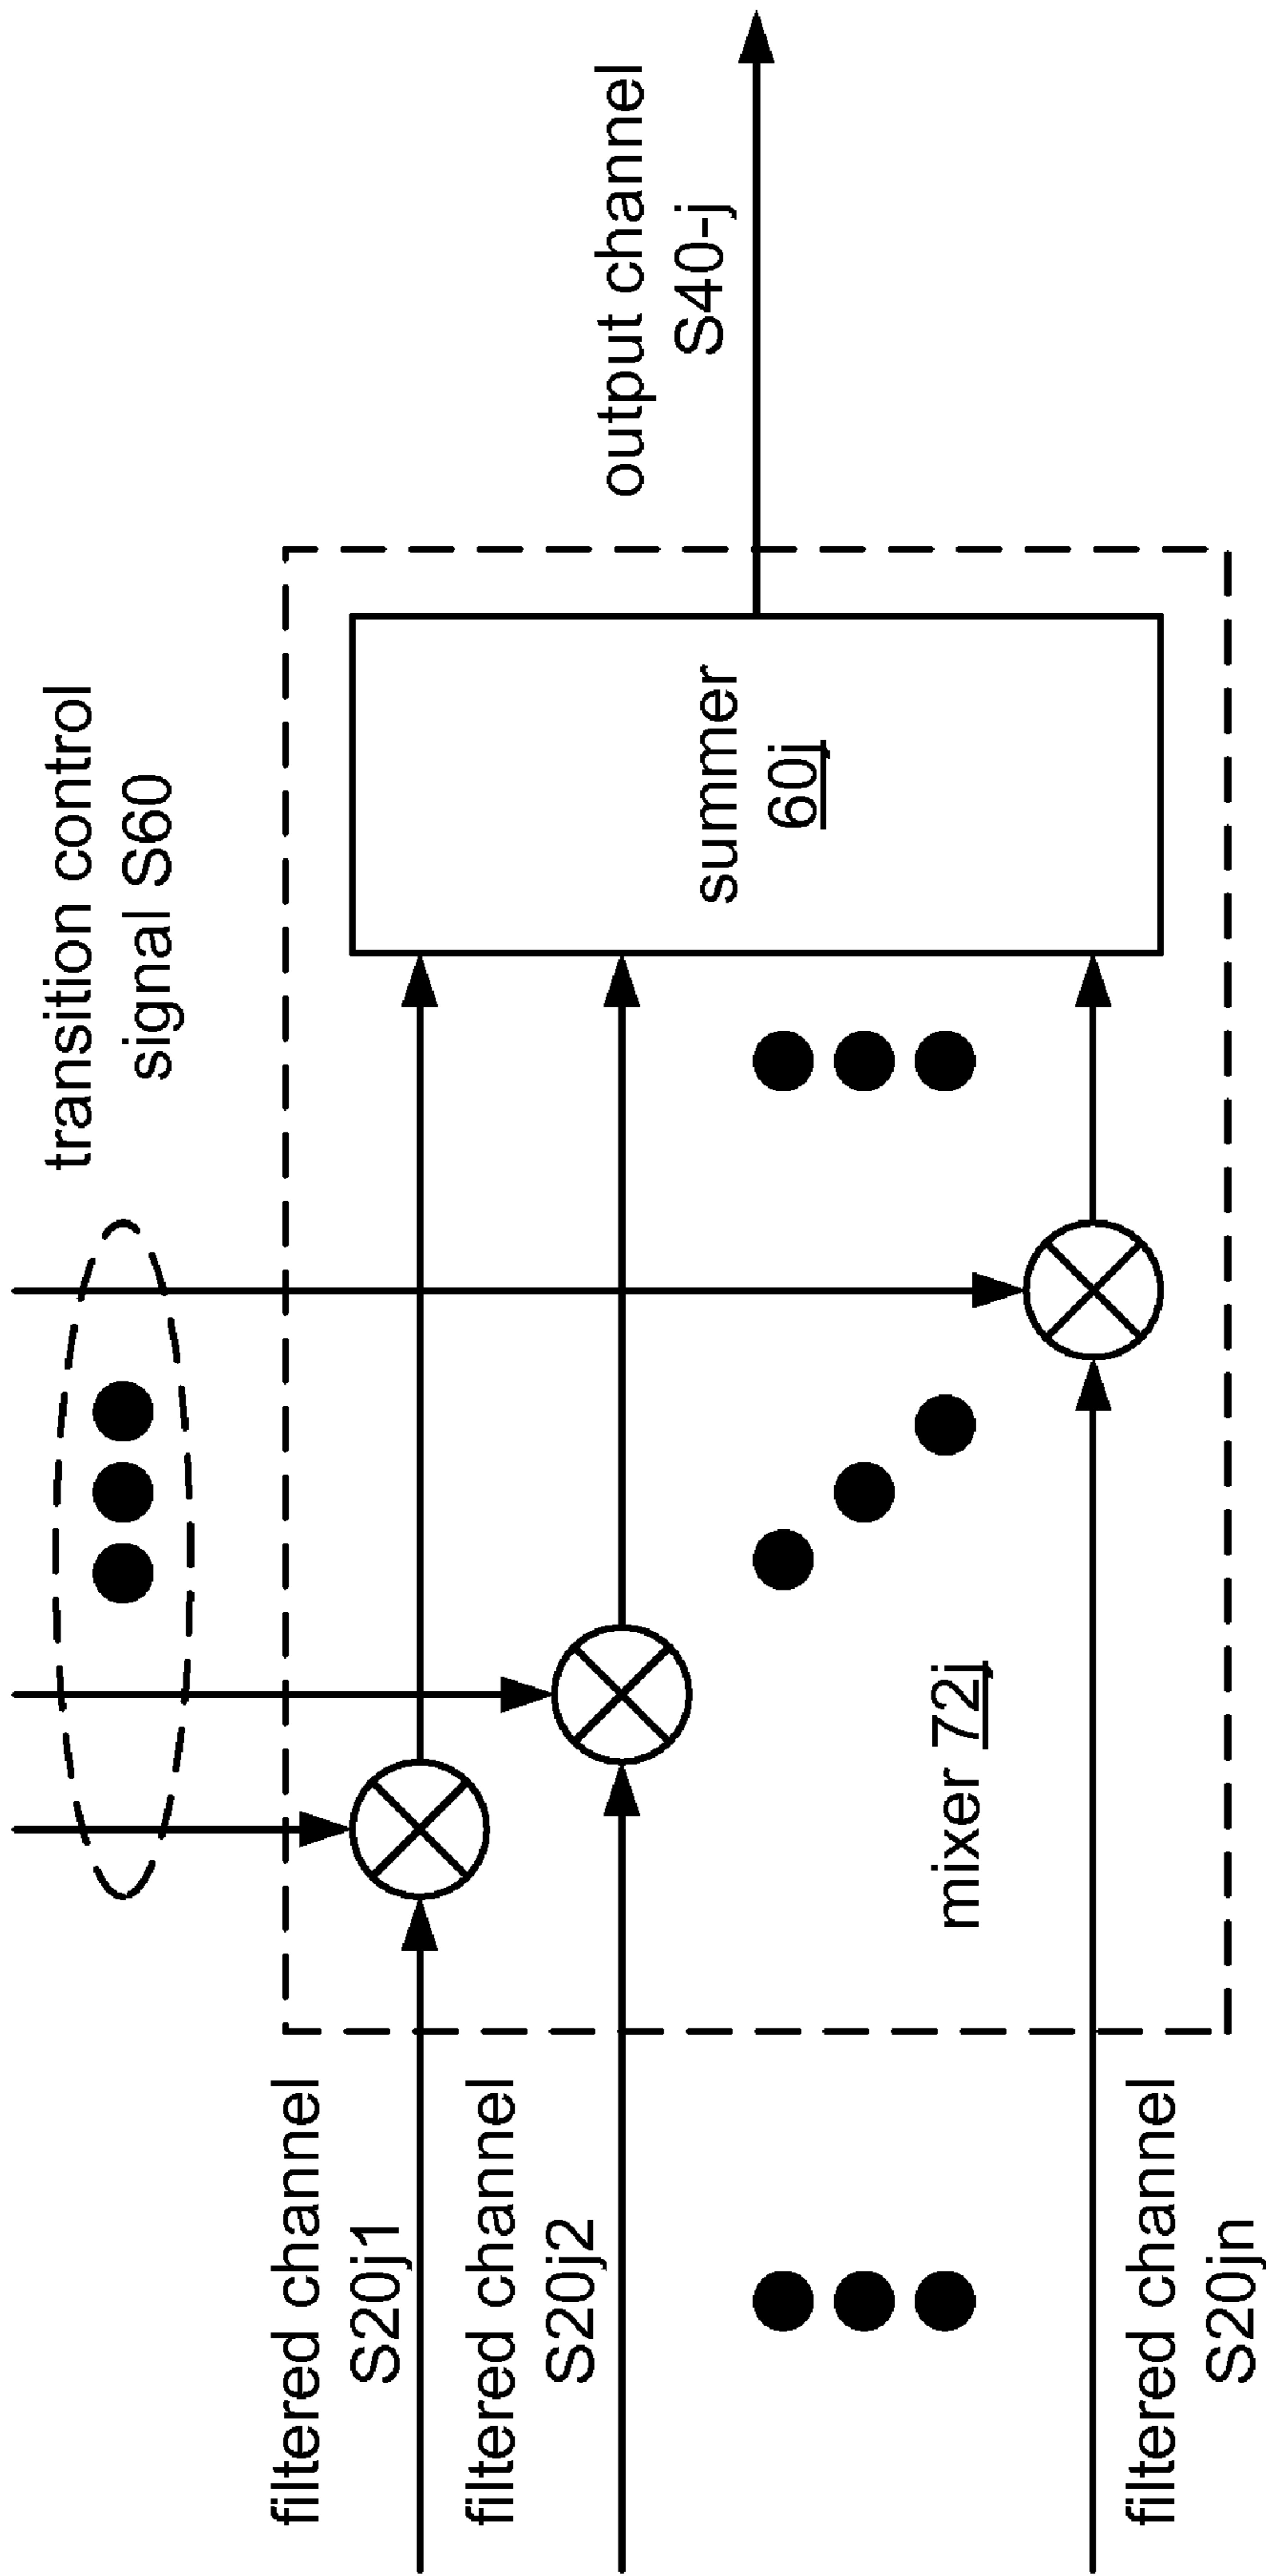 transition control
signal S60
filtered channel
S20j1
filtered channel
S20j2
filtered channel
S20jn
mixer 72j
summer
60j
output channel
S40-j